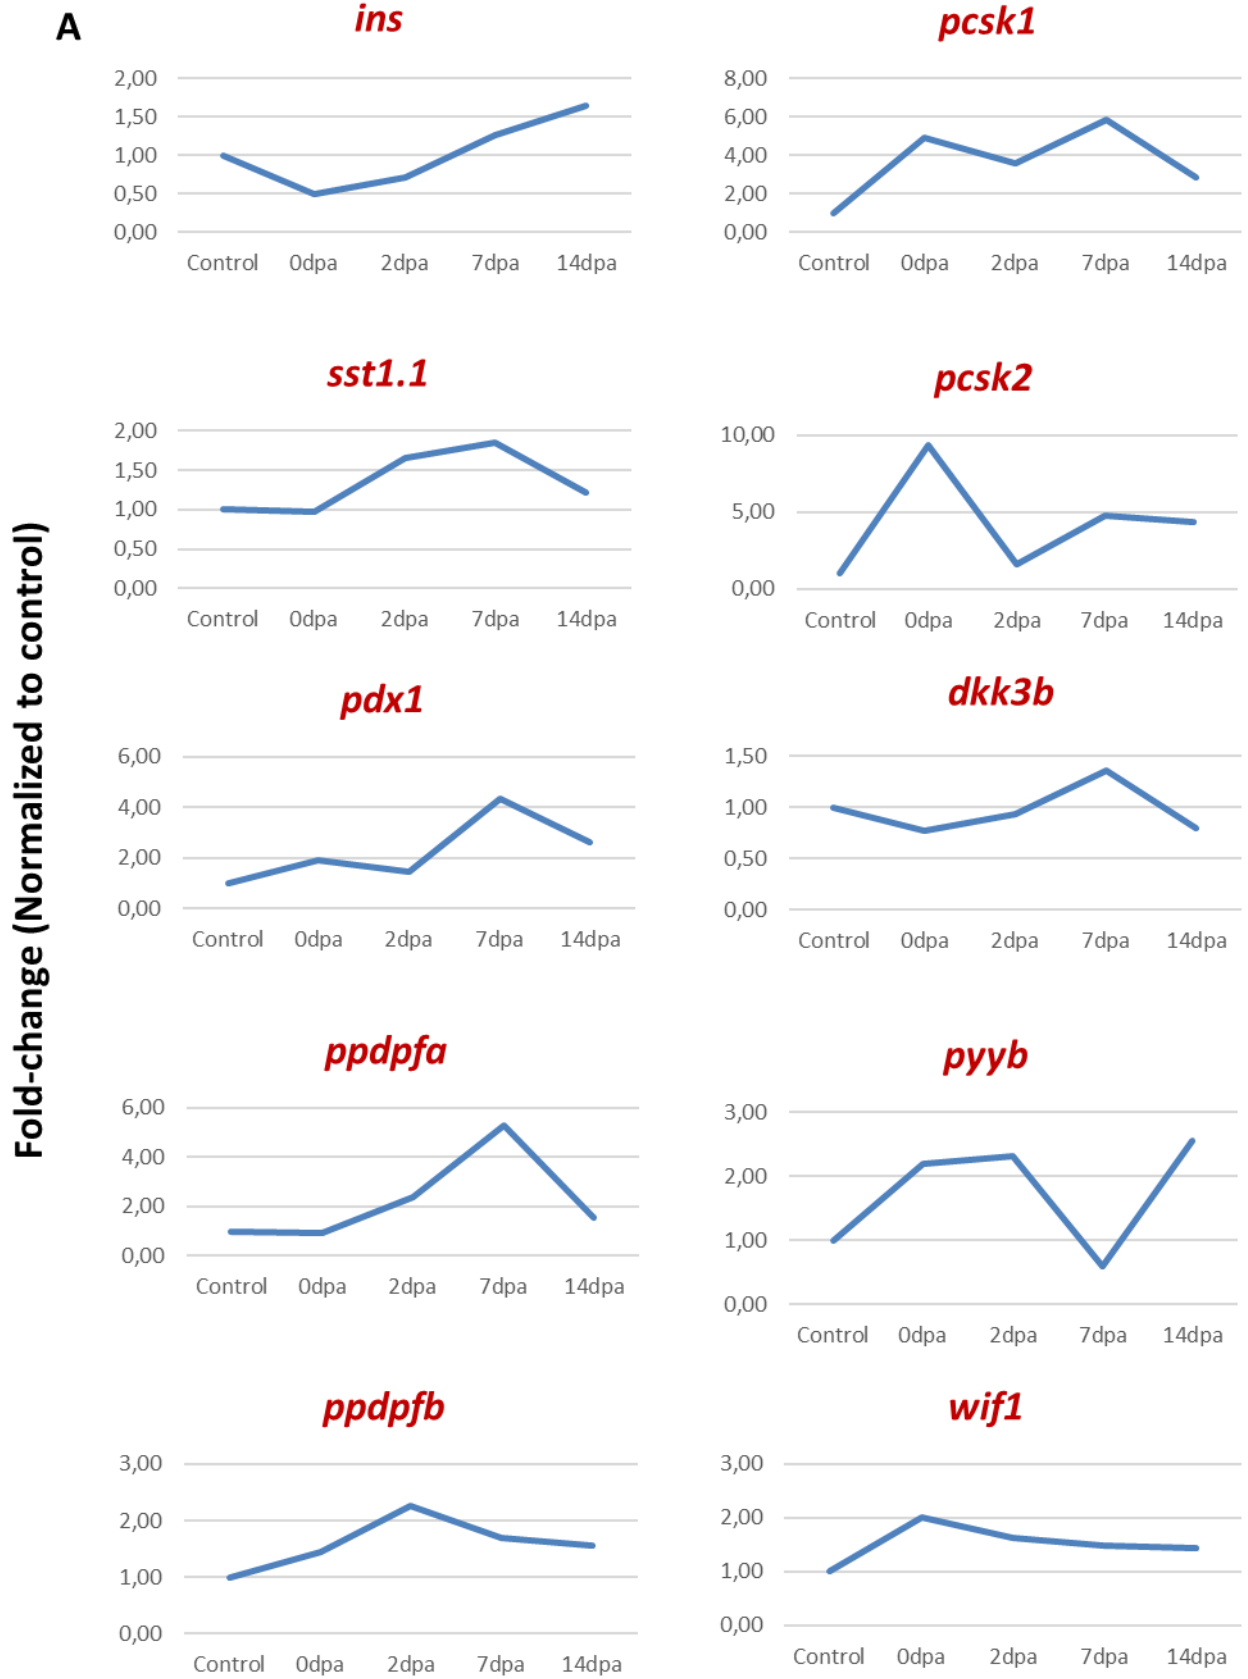 A
Fold-change (Normalized to control)
ins
2,00
1,50
1,00
0,50
0,00
Control 0dpa 2dpa 7dpa 14dpa
pcsk1
8,00
6,00
4,00
2,00
0,00
Control 0dpa 2dpa 7dpa 14dpa
sst1.1
2,00
1,50
1,00
0,50
0,00
Control 0dpa 2dpa 7dpa 14dpa
pcsk2
10,00
5,00
0,00
Control 0dpa 2dpa 7dpa 14dpa
pdx1
6,00
4,00
2,00
0,00
Control 0dpa 2dpa 7dpa 14dpa
dkk3b
1,50
1,00
0,50
0,00
Control 0dpa 2dpa 7dpa 14dpa
ppdpfa
6,00
4,00
2,00
0,00
Control 0dpa 2dpa 7dpa 14dpa
pyyb
3,00
2,00
1,00
0,00
Control 0dpa 2dpa 7dpa 14dpa
ppdpfb
3,00
2,00
1,00
0,00
Control 0dpa 2dpa 7dpa 14dpa
wif1
3,00
2,00
1,00
0,00
Control 0dpa 2dpa 7dpa 14dpa